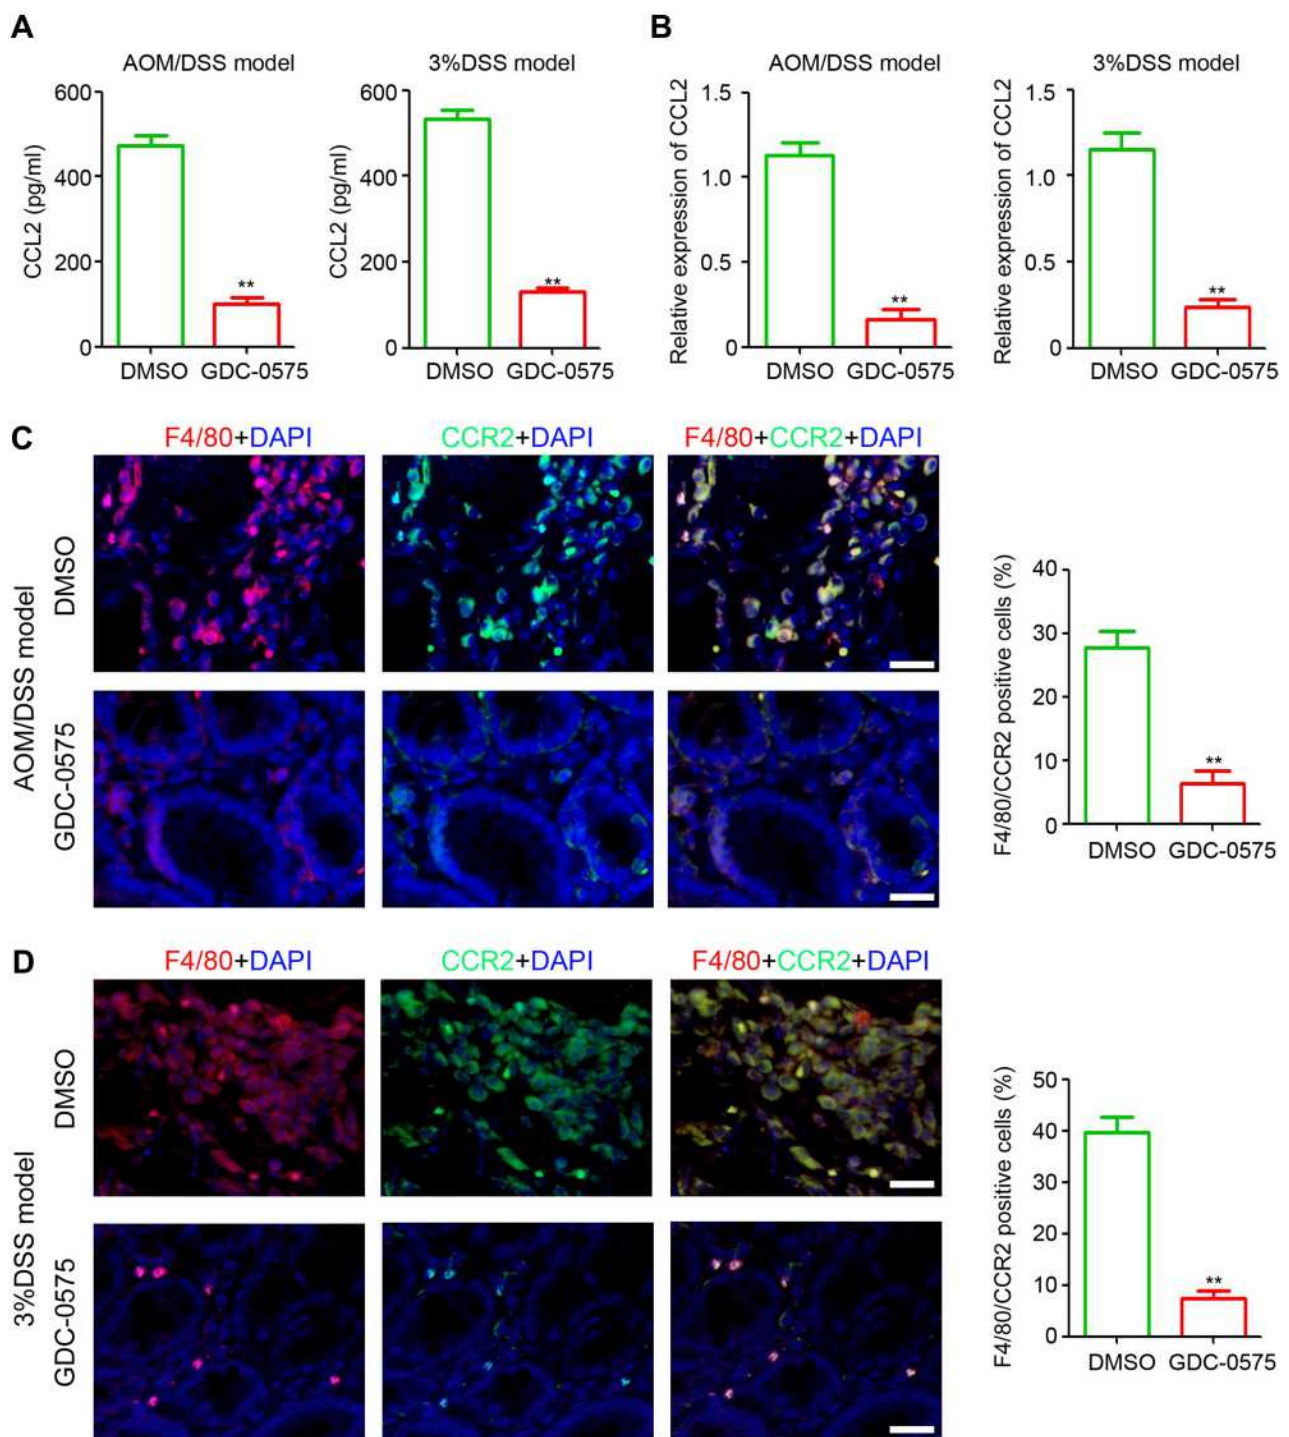 A
B
AOM/DSS model
3%DSS model
AOM/DSS model
3%DSS model
CCL2 (pg/ml)
600
400
200
0
**
DMSO GDC-0575
CCL2 (pg/ml)
600
400
200
0
**
DMSO GDC-0575
Relative expression of CCL2
1.5
1.0
0.5
0
**
DMSO GDC-0575
Relative expression of CCL2
1.5
1.0
0.5
0
**
DMSO GDC-0575
C
F4/80+DAPI
CCR2+DAPI
F4/80+CCR2+DAPI
AOM/DSS model
DMSO
GDC-0575
F4/80/CCR2 positive cells (%)
40
30
20
10
0
**
DMSO GDC-0575
D
F4/80+DAPI
CCR2+DAPI
F4/80+CCR2+DAPI
3%DSS model
DMSO
GDC-0575
F4/80/CCR2 positive cells (%)
50
40
30
20
10
0
**
DMSO GDC-0575